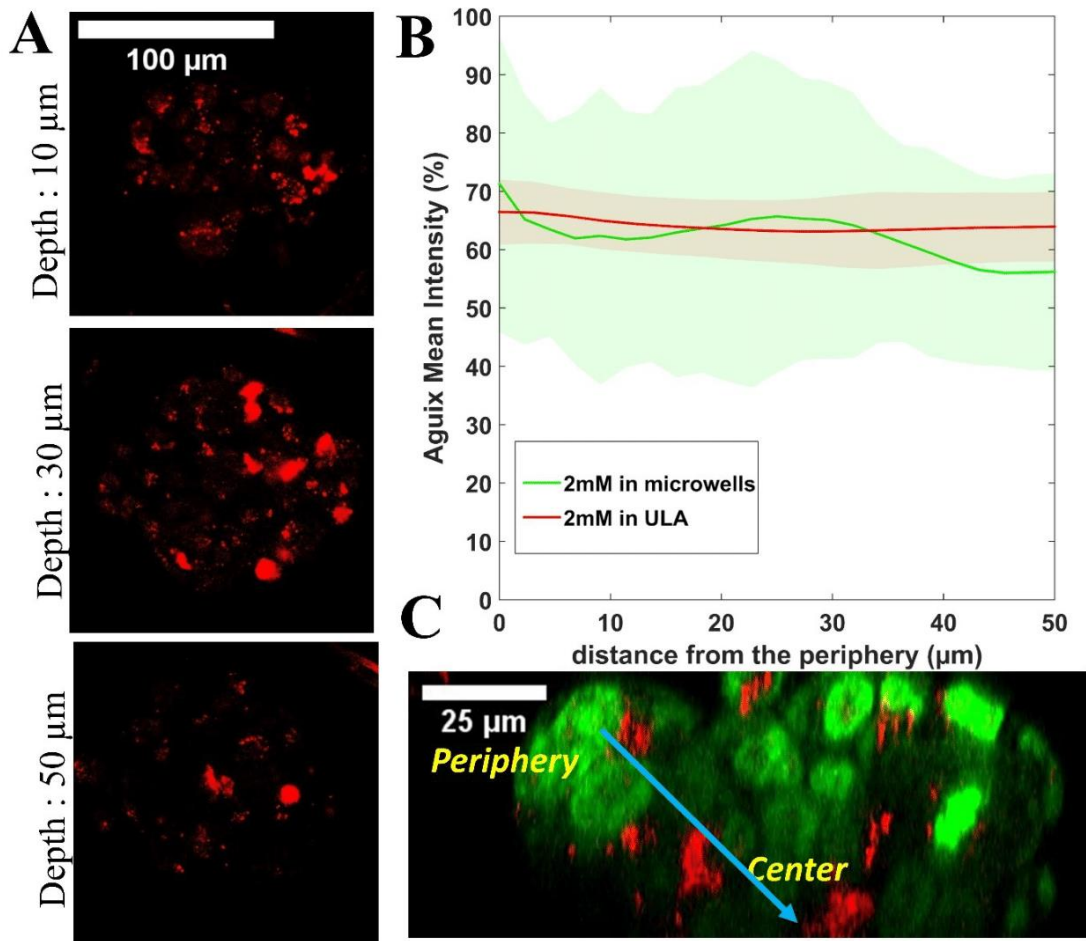 A
100 µm
Depth : 10 µm
Depth : 30 µm
Depth : 50 µm
B
Aguix Mean Intensity (%)
100
90
80
70
60
50
40
30
20
10
0
2mM in microwells
2mM in ULA
0 10 20 30 40 50
distance from the periphery (µm)
C
25 µm
Periphery
Center